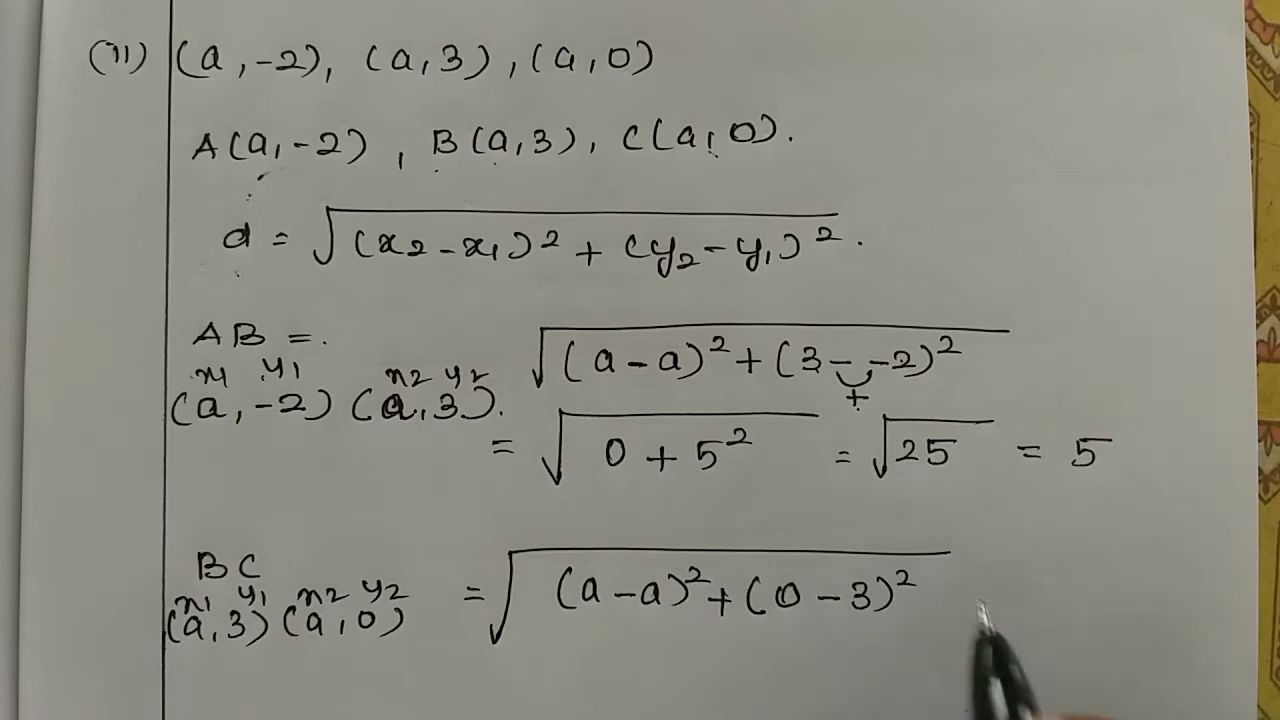 (ii) (a, -2), (a, 3), (a, 0)
A(a, -2), B(a, 3), C(a, 0).
d = √(x₂ - x₁)² + (y₂ - y₁)².
AB =. √(a - a)² + (3 - -2)²
x₁ y₁ x₂ y₂ +
(a, -2) (a, 3).
= √0 + 5² = √25 = 5
BC
x₁ y₁ x₂ y₂ = √(a - a)² + (0 - 3)²
(a, 3) (a, 0)